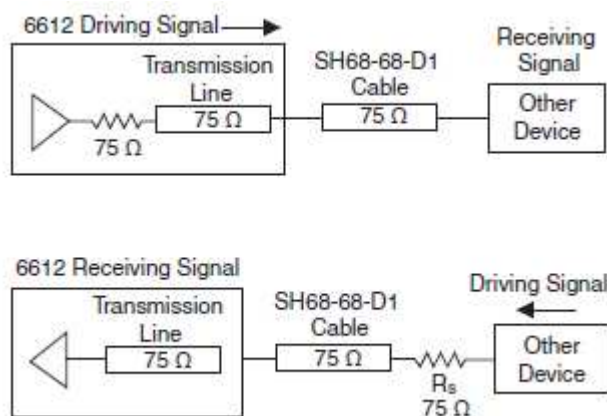 6612 Driving Signal
Transmission
Line
75 Ω
75 Ω
SH68-68-D1
Cable
75 Ω
Receiving
Signal
Other
Device
6612 Receiving Signal
Transmission
Line
75 Ω
SH68-68-D1
Cable
75 Ω
Rs
75 Ω
Driving Signal
Other
Device